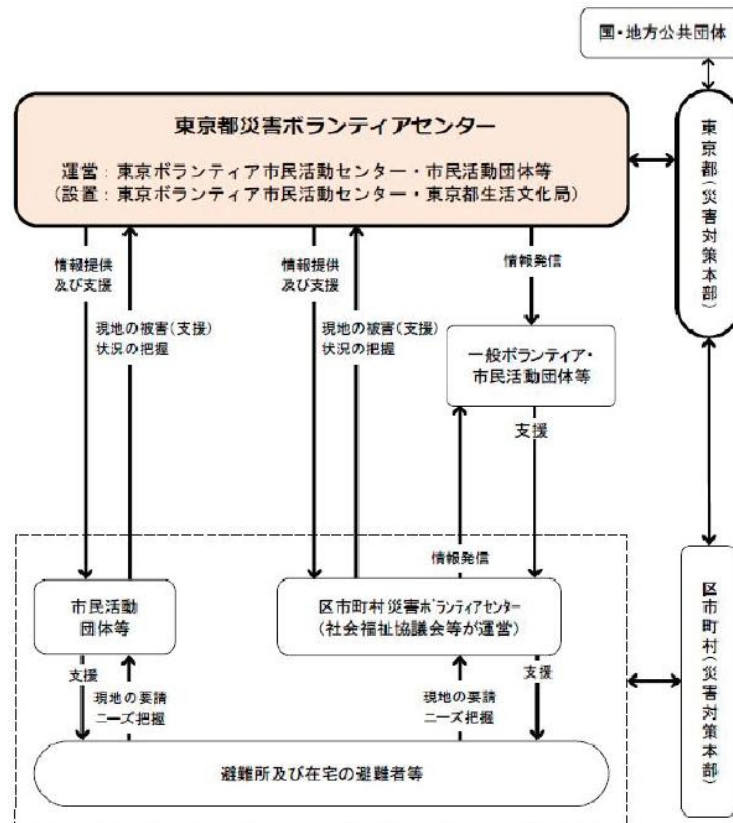 国・地方公共団体
東京都災害ボランティアセンター
運営：東京ボランティア市民活動センター・市民活動団体等
（設置：東京ボランティア市民活動センター・東京都生活文化局）
東京都（災害対策本部）
情報提供
及び支援
現地の被害（支援）
状況の把握
情報提供
及び支援
現地の被害（支援）
状況の把握
情報発信
一般ボランティア・
市民活動団体等
支援
情報発信
市民活動
団体等
区市町村災害ﾎﾞﾗﾝﾃｨｱｾﾝﾀｰ
（社会福祉協議会等が運営）
区市町村（災害対策本部）
支援
現地の要請
ニーズ把握
現地の要請
ニーズ把握
支援
避難所及び在宅の避難者等